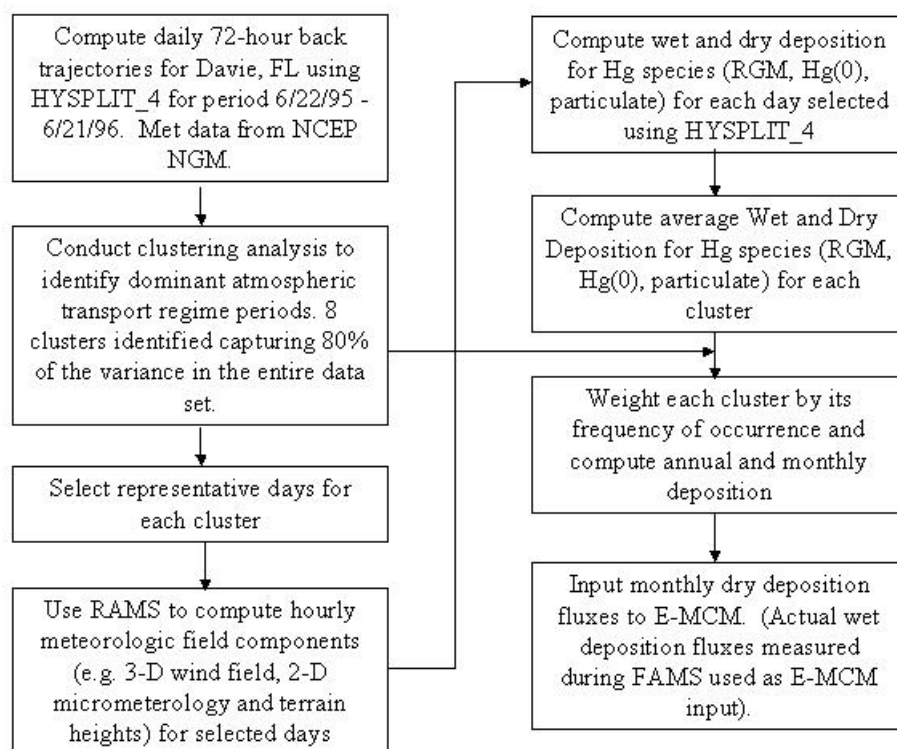 Compute daily 72-hour back
trajectories for Davie, FL using
HYSPLIT_4 for period 6/22/95 -
6/21/96. Met data from NCEP
NGM.
Conduct clustering analysis to
identify dominant atmospheric
transport regime periods. 8
clusters identified capturing 80%
of the variance in the entire data
set.
Select representative days for
each cluster
Use RAMS to compute hourly
meteorologic field components
(e.g. 3-D wind field, 2-D
micrometerology and terrain
heights) for selected days
Compute wet and dry deposition
for Hg species (RGM, Hg(0),
particulate) for each day selected
using HYSPLIT_4
Compute average Wet and Dry
Deposition for Hg species (RGM,
Hg(0), particulate) for each
cluster
Weight each cluster by its
frequency of occurrence and
compute annual and monthly
deposition
Input monthly dry deposition
fluxes to E-MCM. (Actual wet
deposition fluxes measured
during FAMS used as E-MCM
input).